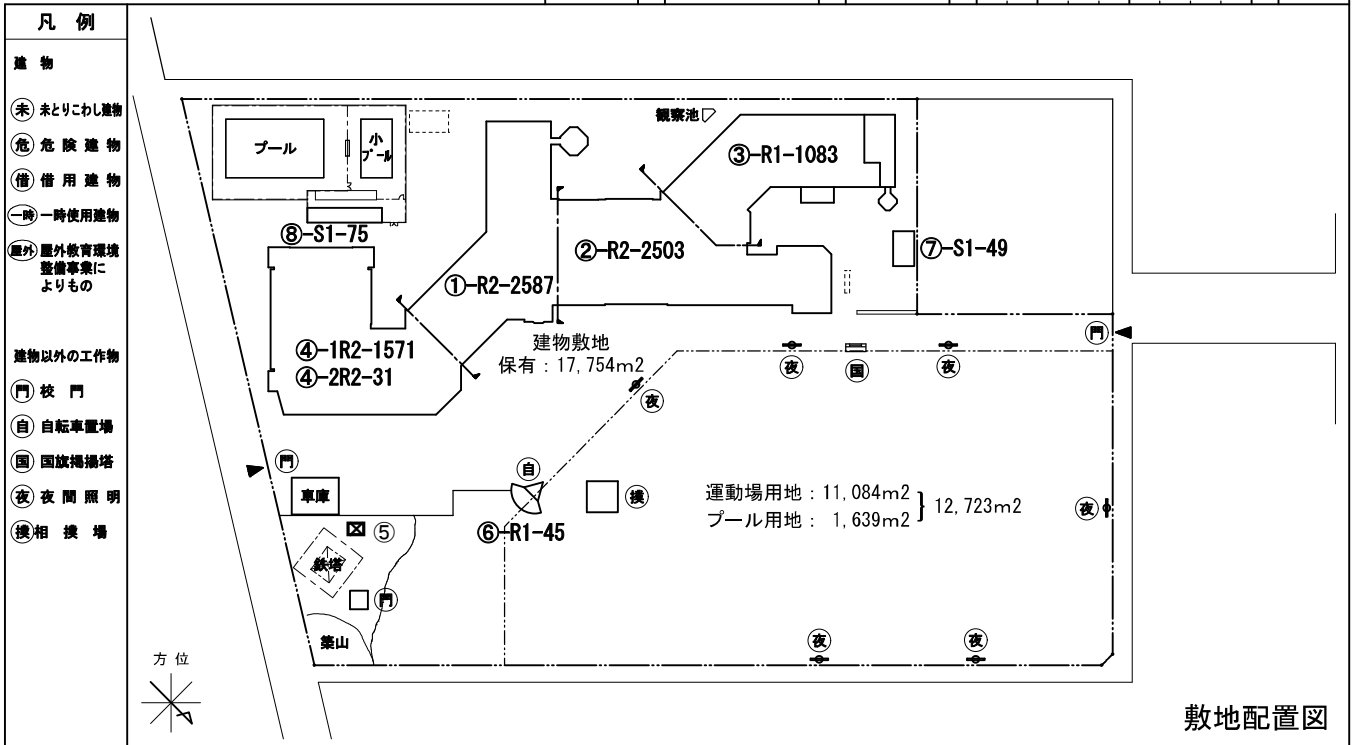 凡 例
建 物
未 未とりこわし建物
危 危険建物
借 借用建物
一時 一時使用建物
屋外 屋外教育環境
整備事業に
よりもの
建物以外の工作物
門 校 門
自 自転車置場
国 国旗掲揚塔
夜 夜間照明
撲 相撲場
プール
小
プール
観察池
③-R1-1083
⑧-S1-75
②-R2-2503
⑦-S1-49
①-R2-2587
④-1R2-1571
④-2R2-31
建物敷地
保有:17,754m2
門
夜
国
夜
夜
門
車庫
自
撲
⑥-R1-45
運動場用地:11,084m2
プール用地: 1,639m2
12,723m2
夜
⑤
鉄塔
門
築山
夜
夜
方位
敷地配置図